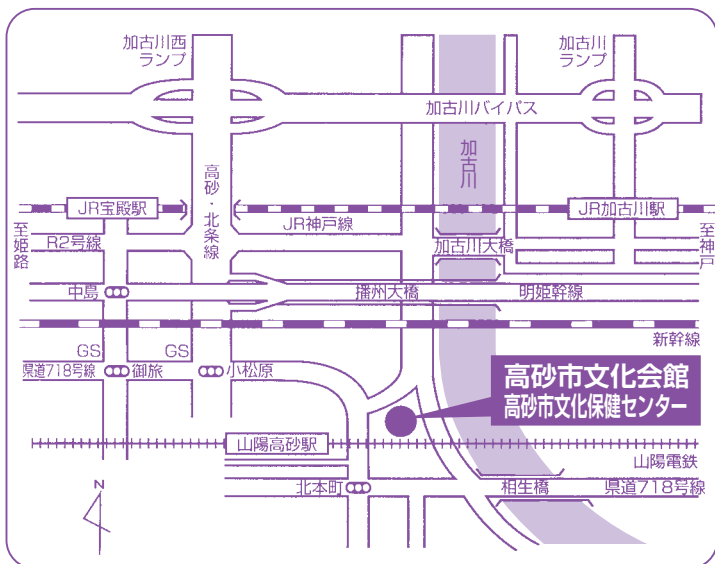 加古川西
ランプ
加古川
ランプ
加古川バイパス
加古川
高砂・北条線
JR宝殿駅
JR神戸線
JR加古川駅
至姫路
R2号線
加古川大橋
至神戸
中島
播州大橋
明姫幹線
新幹線
GS
GS
県道718号線
御旅
小松原
高砂市文化会館
高砂市文化保健センター
山陽高砂駅
山陽電鉄
北本町
相生橋
県道718号線
N